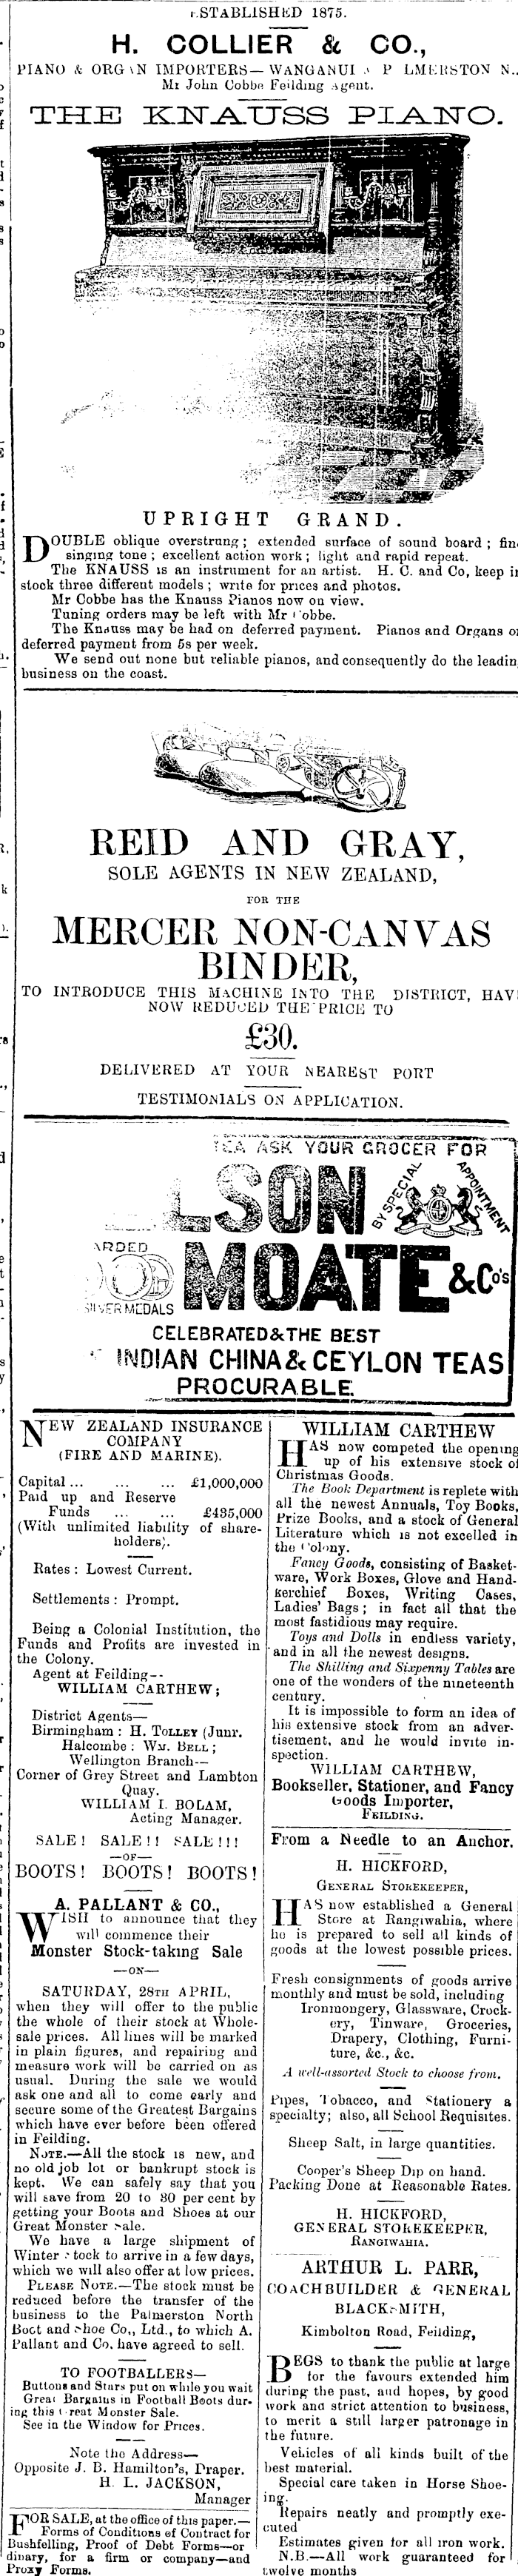 ESTABLISHED 1875.
H. COLLIER & CO.,
PIANO & ORGAN IMPORTERS—WANGANUI & PALMERSTON N.,
Mr John Cobbe Feilding Agent.
THE KNAUSS PIANO.
UPRIGHT GRAND.
DOUBLE oblique overstrung; extended surface of sound board; fin
singing tone; excellent action work; light and rapid repeat.
The KNAUSS is an instrument for an artist. H. C. and Co, keep in
stock three different models; write for prices and photos.
Mr Cobbe has the Knauss Pianos now on view.
Tuning orders may be left with Mr Cobbe.
The Knauss may be had on deferred payment. Pianos and Organs on
deferred payment from 5s per week.
We send out none but reliable pianos, and consequently do the leadin
business on the coast.
REID AND GRAY,
SOLE AGENTS IN NEW ZEALAND,
FOR THE
MERCER NON-CANVAS
BINDER,
TO INTRODUCE THIS MACHINE INTO THE DISTRICT, HAV
NOW REDUCED THE PRICE TO
£30.
DELIVERED AT YOUR NEAREST PORT
TESTIMONIALS ON APPLICATION.
TEA ASK YOUR GROCER FOR
LSON
BY SPECIAL APPOINTMENT
ARDED
MOATE & Co's
SILVER MEDALS
CELEBRATED & THE BEST
INDIAN CHINA & CEYLON TEAS
PROCURABLE
NEW ZEALAND INSURANCE
COMPANY
(FIRE AND MARINE).
Capital ... ... ... £1,000,000
Paid up and Reserve
Funds ... ... £435,000
(With unlimited liability of share-
holders).
Rates: Lowest Current.
Settlements: Prompt.
Being a Colonial Institution, the
Funds and Profits are invested in
the Colony.
Agent at Feilding--
WILLIAM CARTHEW;
District Agents—
Birmingham: H. TOLLEY (Junr.
Halcombe: WM. BELL;
Wellington Branch—
Corner of Grey Street and Lambton
Quay.
WILLIAM I. BOLAM,
Acting Manager.
SALE! SALE!! SALE!!!
—OF—
BOOTS! BOOTS! BOOTS!
A. PALLANT & CO.,
WISH to announce that they
will commence their
Monster Stock-taking Sale
—ON—
SATURDAY, 28TH APRIL,
when they will offer to the public
the whole of their stock at Whole-
sale prices. All lines will be marked
in plain figures, and repairing and
measure work will be carried on as
usual. During the sale we would
ask one and all to come early and
secure some of the Greatest Bargains
which have ever before been offered
in Feilding.
NOTE.—All the stock is new, and
no old job lot or bankrupt stock is
kept. We can safely say that you
will save from 20 to 30 per cent by
getting your Boots and Shoes at our
Great Monster Sale.
We have a large shipment of
Winter Stock to arrive in a few days,
which we will also offer at low prices.
PLEASE NOTE.—The stock must be
reduced before the transfer of the
business to the Palmerston North
Boot and Shoe Co., Ltd., to which A.
Pallant and Co. have agreed to sell.
TO FOOTBALLERS—
Buttons and Stars put on while you wait
Great Bargains in Football Boots dur-
ing this Great Monster Sale.
See in the Window for Prices.
Note the Address—
Opposite J. B. Hamilton's, Draper.
H. L. JACKSON,
Manager
FOR SALE, at the office of this paper.—
Forms of Conditions of Contract for
Bushfelling, Proof of Debt Forms—or
dinary, for a firm or company—and
Proxy Forms.
WILLIAM CARTHEW
HAS now competed the opening
up of his extensive stock of
Christmas Goods.
The Book Department is replete with
all the newest Annuals, Toy Books,
Prize Books, and a stock of General
Literature which is not excelled in
the Colony.
Fancy Goods, consisting of Basket-
ware, Work Boxes, Glove and Hand-
kerchief Boxes, Writing Cases,
Ladies' Bags; in fact all that the
most fastidious may require.
Toys and Dolls in endless variety,
and in all the newest designs.
The Shilling and Sixpenny Tables are
one of the wonders of the nineteenth
century.
It is impossible to form an idea of
his extensive stock from an adver-
tisement, and he would invite in-
spection.
WILLIAM CARTHEW,
Bookseller, Stationer, and Fancy
Goods Importer,
FEILDING.
From a Needle to an Anchor.
H. HICKFORD,
GENERAL STOREKEEPER,
HAS now established a General
Store at Rangiwahia, where
he is prepared to sell all kinds of
goods at the lowest possible prices.
Fresh consignments of goods arrive
monthly and must be sold, including
Ironmongery, Glassware, Crock-
ery, Tinware, Groceries,
Drapery, Clothing, Furni-
ture, &c., &c.
A well-assorted Stock to choose from.
Pipes, Tobacco, and Stationery a
specialty; also, all School Requisites.
Sheep Salt, in large quantities.
Cooper's Sheep Dip on hand.
Packing Done at Reasonable Rates.
H. HICKFORD,
GENERAL STOREKEEPER,
RANGIWAHIA.
ARTHUR L. PARR,
COACHBUILDER & GENERAL
BLACKSMITH,
Kimbolton Road, Feilding,
BEGS to thank the public at large
for the favours extended him
during the past, and hopes, by good
work and strict attention to business,
to merit a still larger patronage in
the future.
Vehicles of all kinds built of the
best material.
Special care taken in Horse Shoe-
ing.
Repairs neatly and promptly exe-
cuted
Estimates given for all iron work.
N.B.—All work guaranteed for
twelve months